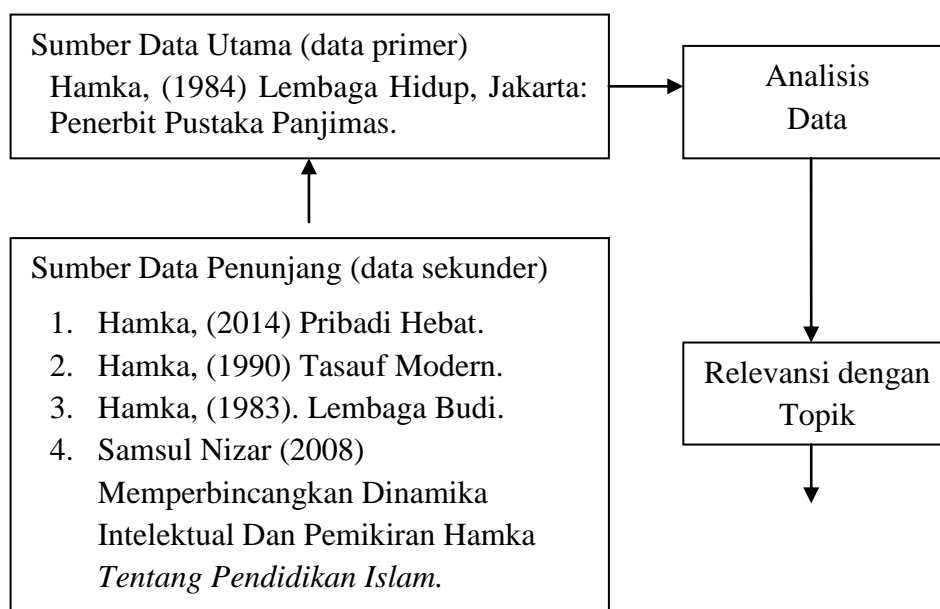 Sumber Data Utama (data primer)
Hamka, (1984) Lembaga Hidup, Jakarta:
Penerbit Pustaka Panjimas.
Analisis
Data
Sumber Data Penunjang (data sekunder)
1. Hamka, (2014) Pribadi Hebat.
2. Hamka, (1990) Tasauf Modern.
3. Hamka, (1983). Lembaga Budi.
4. Samsul Nizar (2008)
Memperbincangkan Dinamika
Intelektual Dan Pemikiran Hamka
Tentang Pendidikan Islam.
Relevansi dengan
Topik